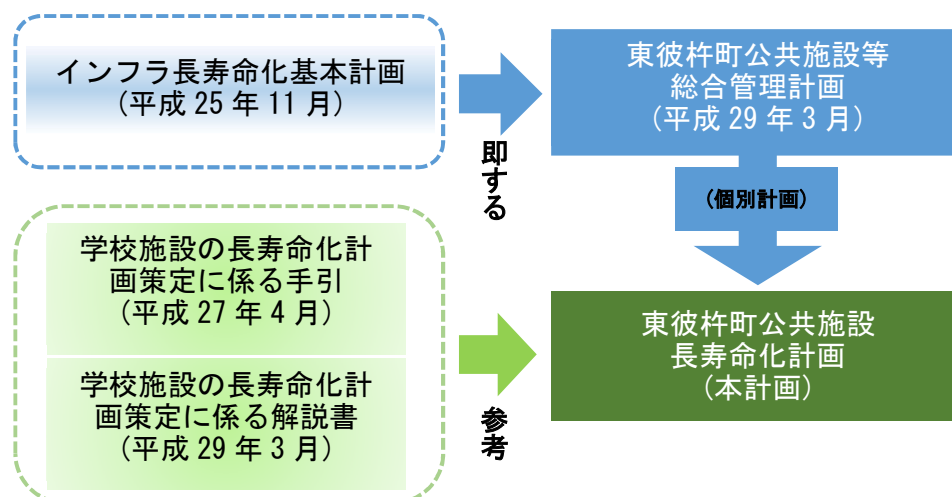 インフラ長寿命化基本計画
(平成 25 年 11 月)
即する
東彼杵町公共施設等
総合管理計画
(平成 29 年 3 月)
(個別計画)
学校施設の長寿命化計
画策定に係る手引
(平成 27 年 4 月)
学校施設の長寿命化計
画策定に係る解説書
(平成 29 年 3 月)
参考
東彼杵町公共施設
長寿命化計画
(本計画)